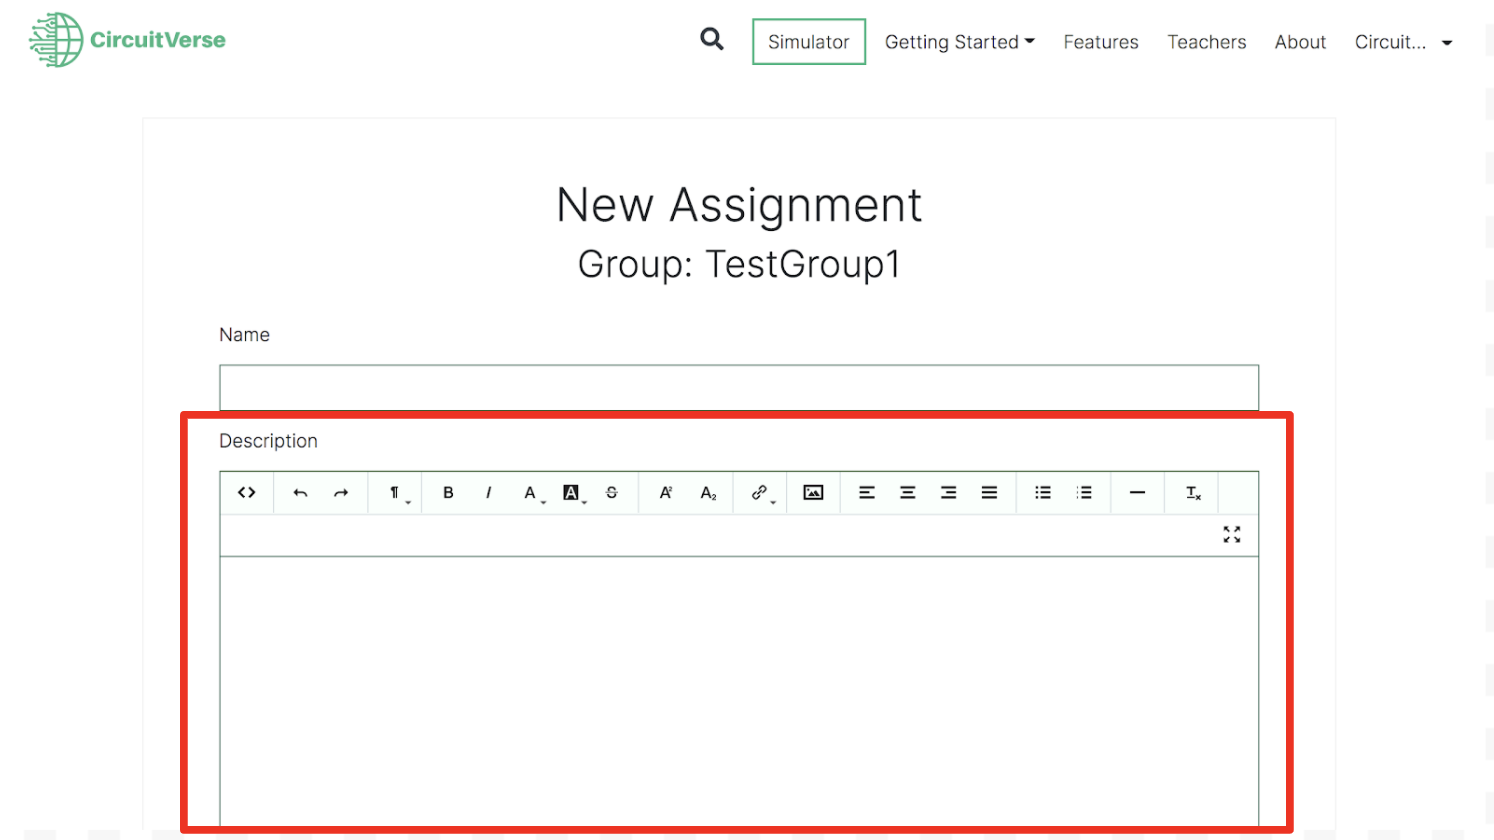 CircuitVerse
Simulator
Getting Started
Features
Teachers
About
Circuit...
New Assignment
Group: TestGroup1
Name
Description